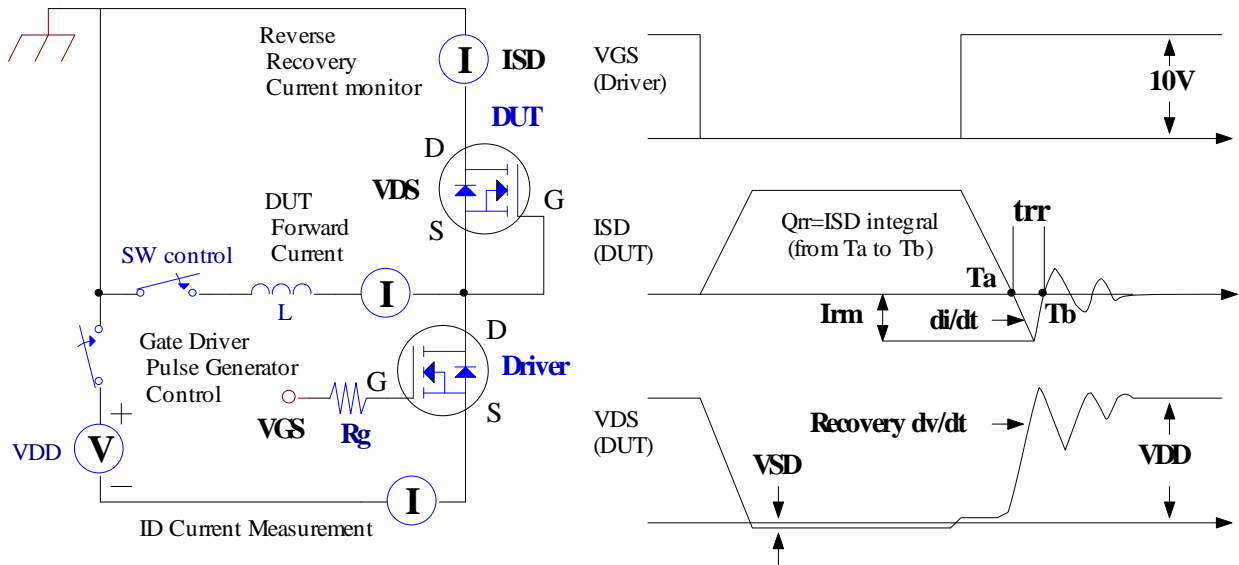 Reverse
Recovery
Current monitor
I
ISD
DUT
D
VDS
G
S
DUT
Forward
Current
SW control
L
I
Gate Driver
Pulse Generator
Control
D
Driver
G
S
VGS
Rg
+
VDD
V
−
I
ID Current Measurement
VGS
(Driver)
10V
ISD
(DUT)
Qrr=ISD integral
(from Ta to Tb)
trr
Ta
Irm
di/dt
Tb
VDS
(DUT)
VSD
Recovery dv/dt
VDD